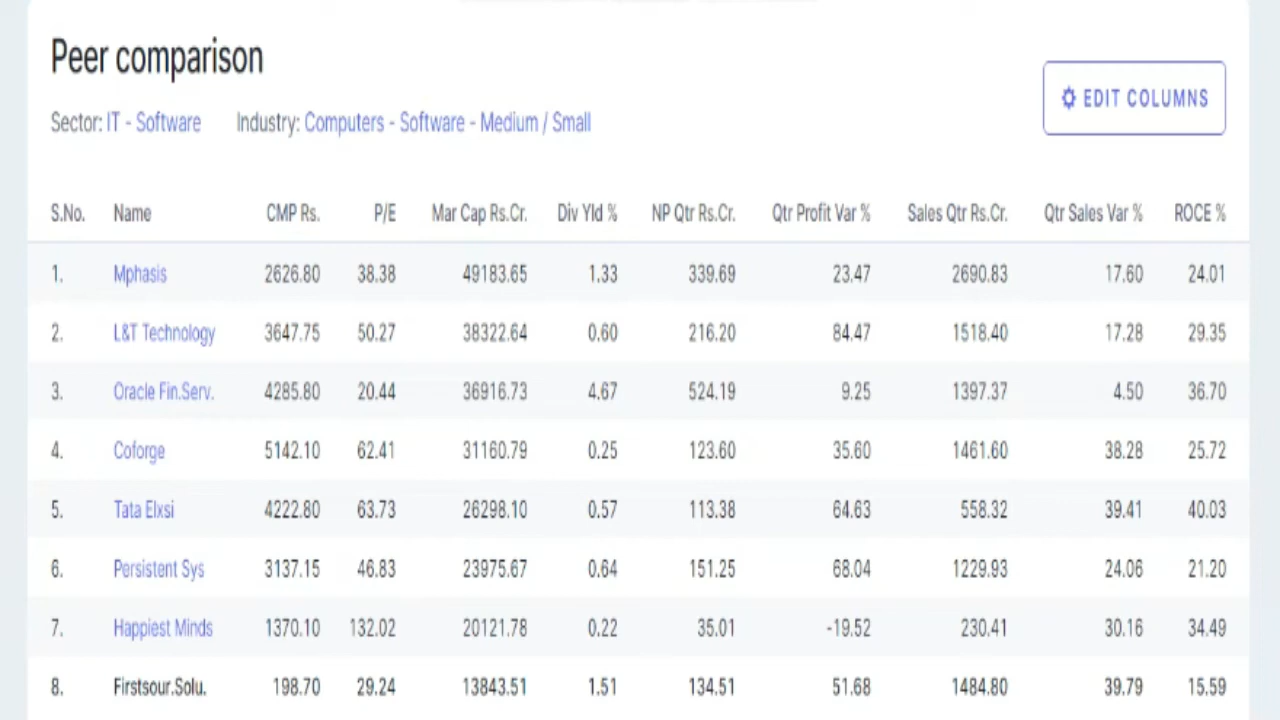 Peer comparison
EDIT COLUMNS
Sector: IT - Software Industry: Computers - Software - Medium / Small
S.No. Name CMP Rs. P/E Mar Cap Rs.Cr. Div Yld % NP Qtr Rs.Cr. Qtr Profit Var % Sales Qtr Rs.Cr. Qtr Sales Var % ROCE %
1. Mphasis 2626.80 38.38 49183.65 1.33 339.69 23.47 2690.83 17.60 24.01
2. L&T Technology 3647.75 50.27 38322.64 0.60 216.20 84.47 1518.40 17.28 29.35
3. Oracle Fin.Serv. 4285.80 20.44 36916.73 4.67 524.19 9.25 1397.37 4.50 36.70
4. Coforge 5142.10 62.41 31160.79 0.25 123.60 35.60 1461.60 38.28 25.72
5. Tata Elxsi 4222.80 63.73 26298.10 0.57 113.38 64.63 558.32 39.41 40.03
6. Persistent Sys 3137.15 46.83 23975.67 0.64 151.25 68.04 1229.93 24.06 21.20
7. Happiest Minds 1370.10 132.02 20121.78 0.22 35.01 -19.52 230.41 30.16 34.49
8. Firstsour.Solu. 198.70 29.24 13843.51 1.51 134.51 51.68 1484.80 39.79 15.59